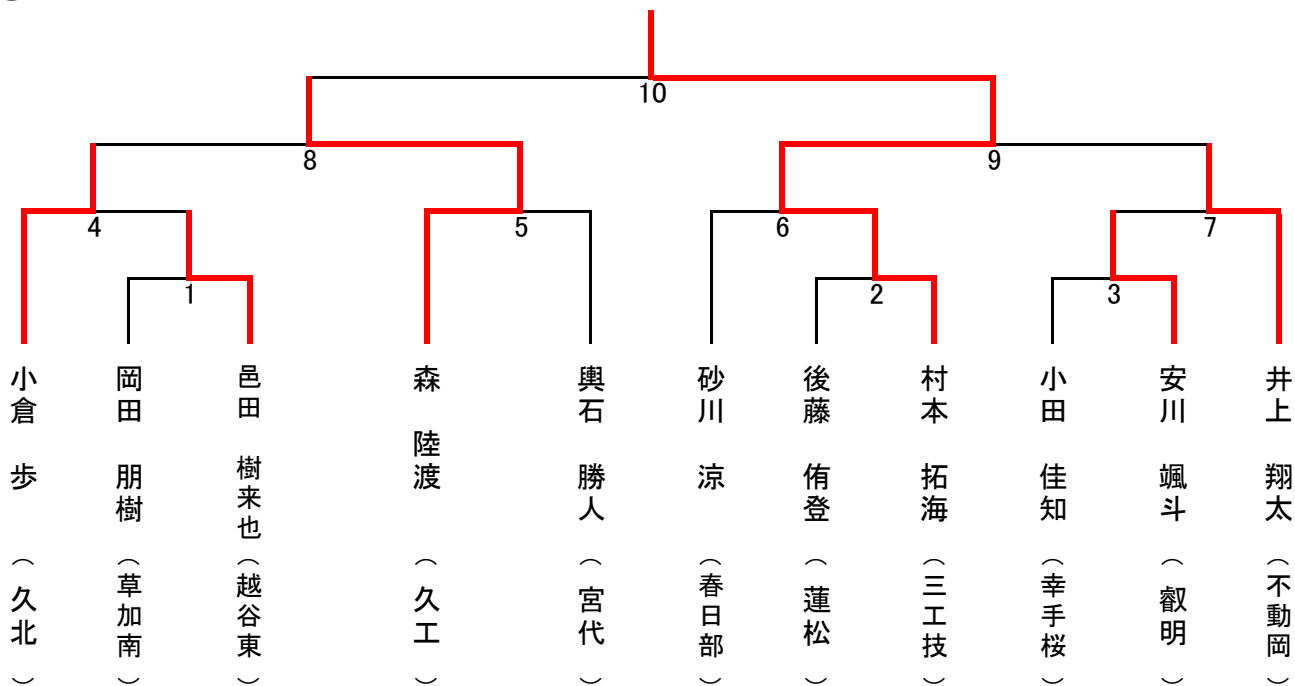 10
8
9
4
5
6
7
1
2
3
小倉 歩 （久北）
岡田 朋樹 （草加南）
邑田 樹来也 （越谷東）
森 陸渡 （久工）
輿石 勝人 （宮代）
砂川 涼 （春日部）
後藤 侑登 （蓮松）
村本 拓海 （三工技）
小田 佳知 （幸手桜）
安川 颯斗 （叡明）
井上 翔太 （不動岡）